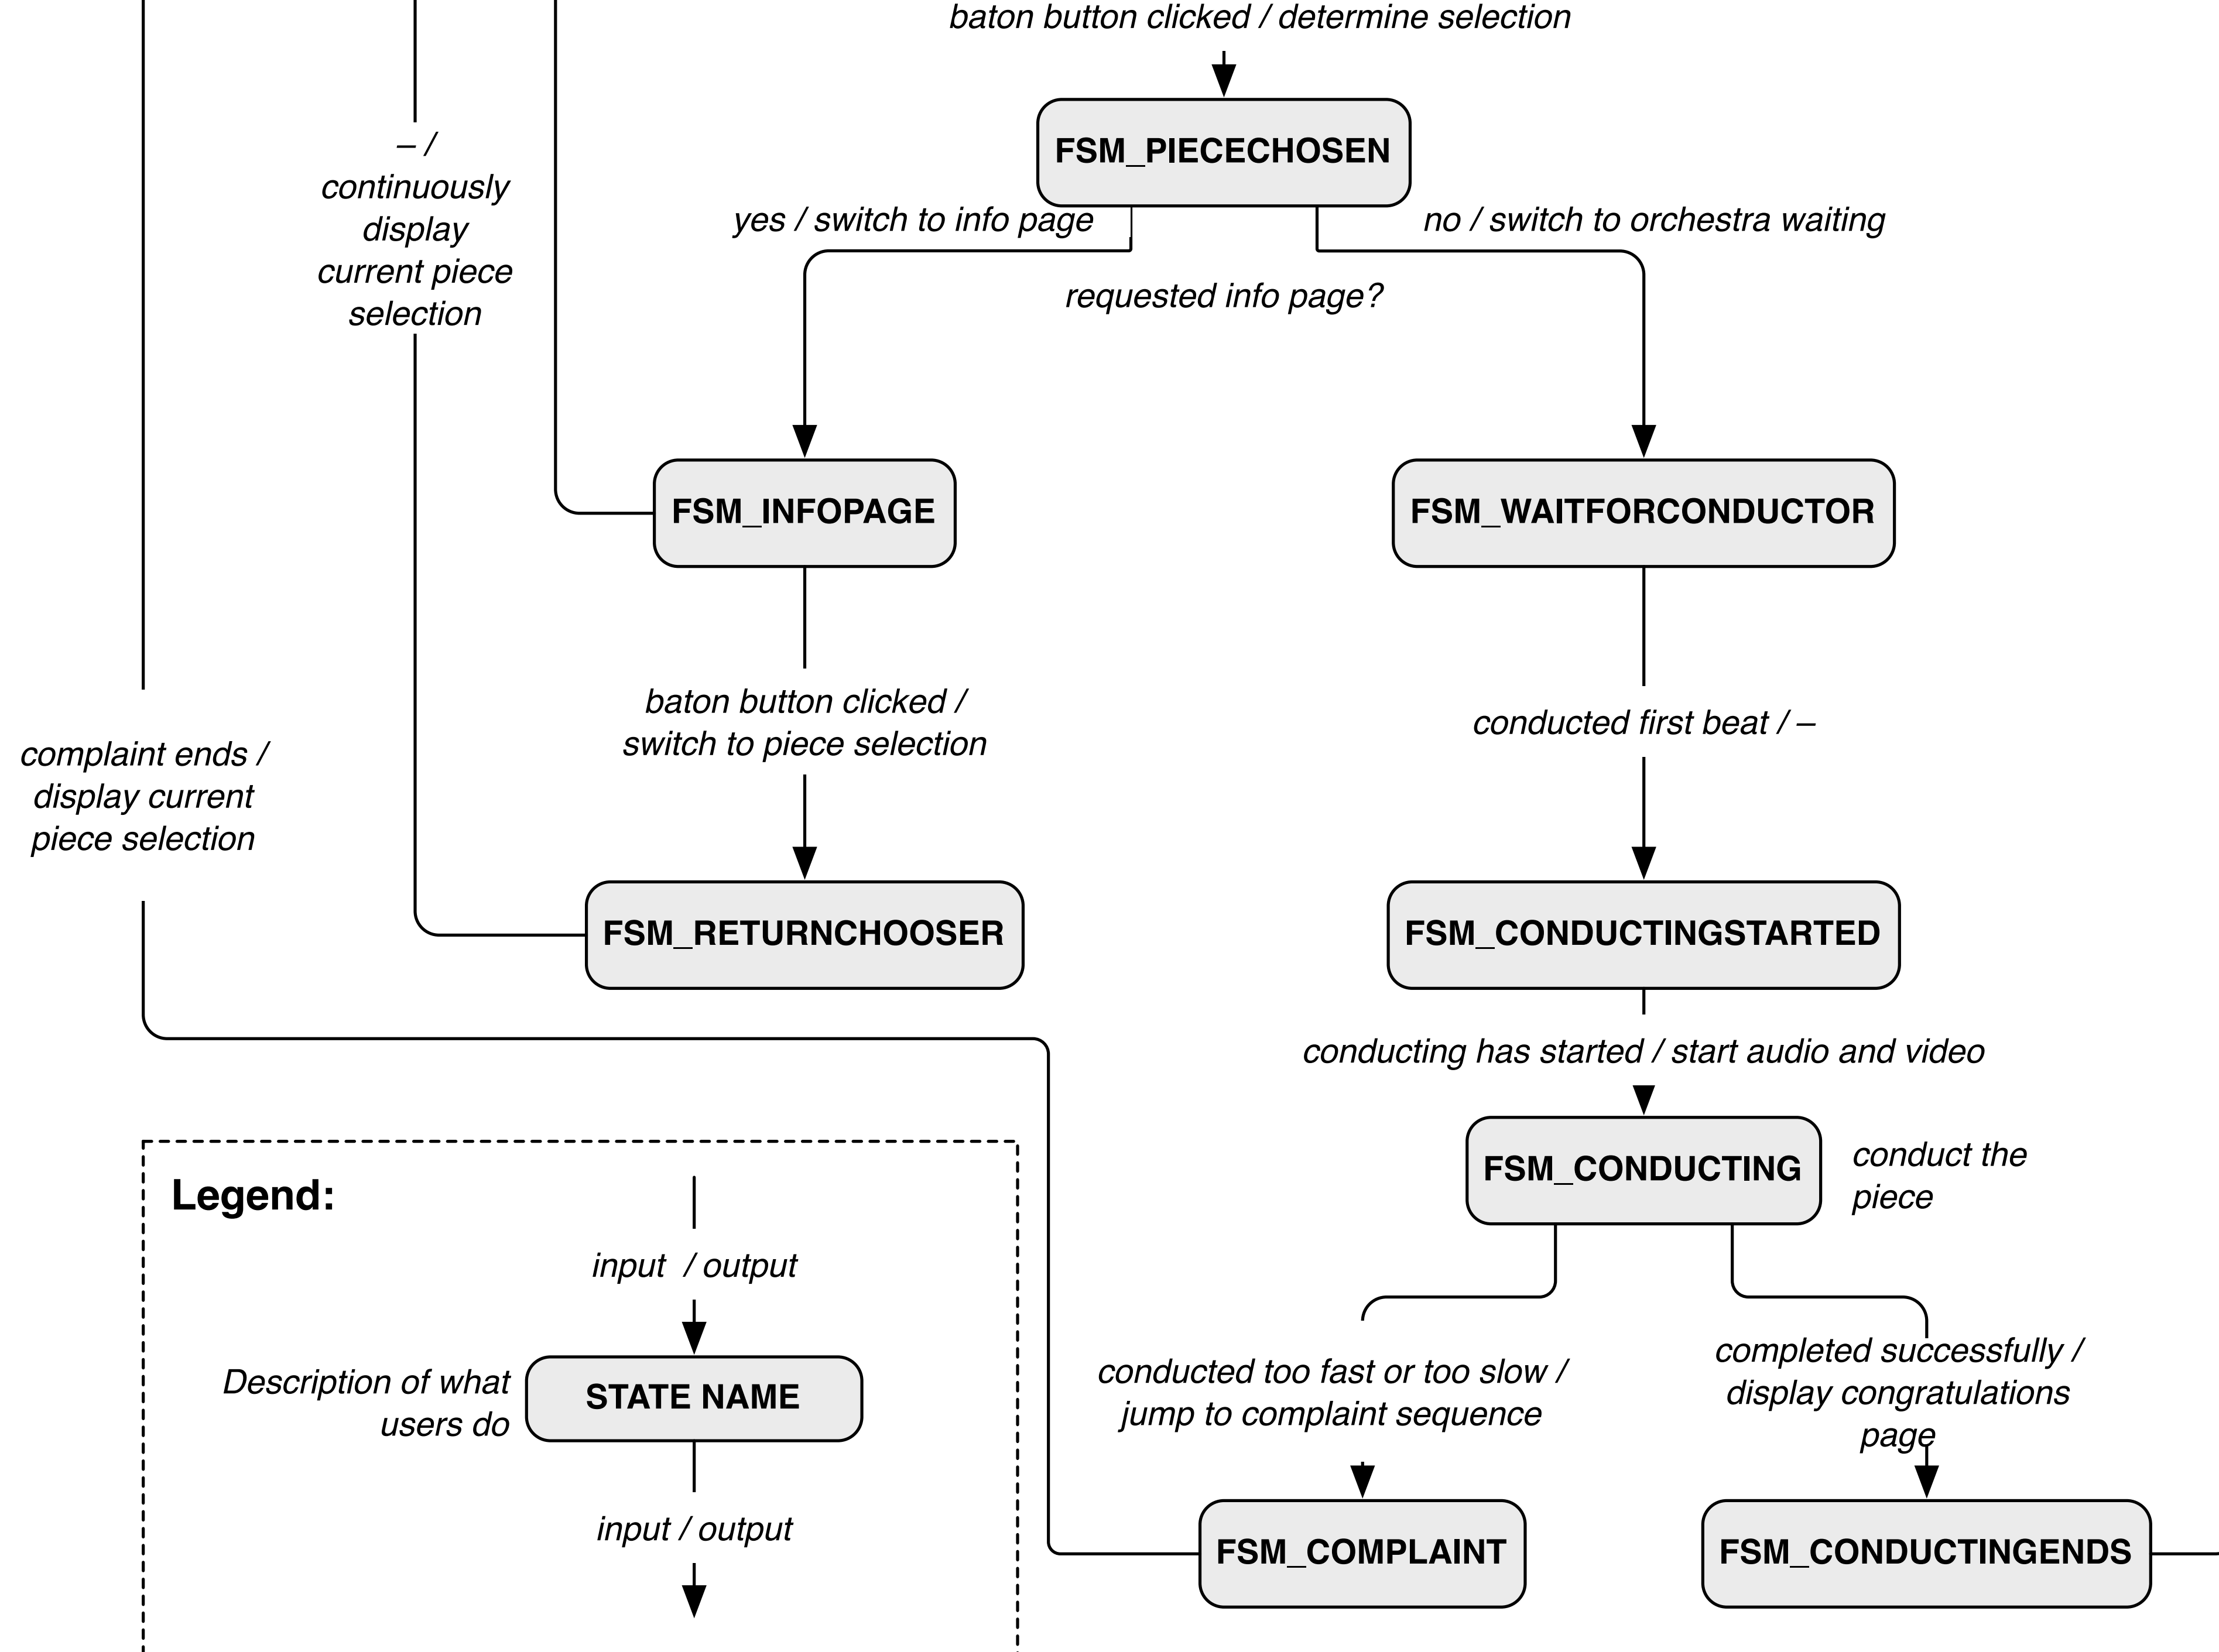 baton button clicked / determine selection
FSM_PIECECHOSEN
– /
continuously
display
current piece
selection
yes / switch to info page
no / switch to orchestra waiting
requested info page?
FSM_INFOPAGE
FSM_WAITFORCONDUCTOR
baton button clicked /
switch to piece selection
conducted first beat / –
complaint ends /
display current
piece selection
FSM_RETURNCHOOSER
FSM_CONDUCTINGSTARTED
conducting has started / start audio and video
FSM_CONDUCTING
conduct the
piece
Legend:
input / output
Description of what
users do
STATE NAME
input / output
conducted too fast or too slow /
jump to complaint sequence
completed successfully /
display congratulations
page
FSM_COMPLAINT
FSM_CONDUCTINGENDS